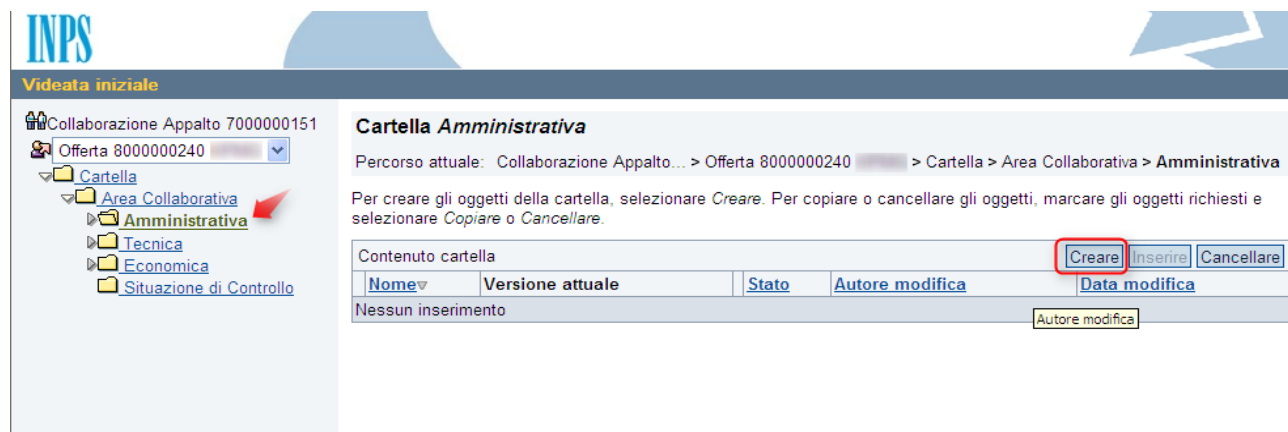 INPS
Videata iniziale
Collaborazione Appalto 7000000151
Offerta 8000000240
Cartella
Area Collaborativa
Amministrativa
Tecnica
Economica
Situazione di Controllo
Cartella Amministrativa
Percorso attuale: Collaborazione Appalto... > Offerta 8000000240 > Cartella > Area Collaborativa > Amministrativa
Per creare gli oggetti della cartella, selezionare Creare. Per copiare o cancellare gli oggetti, marcare gli oggetti richiesti e
selezionare Copiare o Cancellare.
Contenuto cartella Creare Inserire Cancellare
Nome Versione attuale Stato Autore modifica Data modifica
Nessun inserimento
Autore modifica